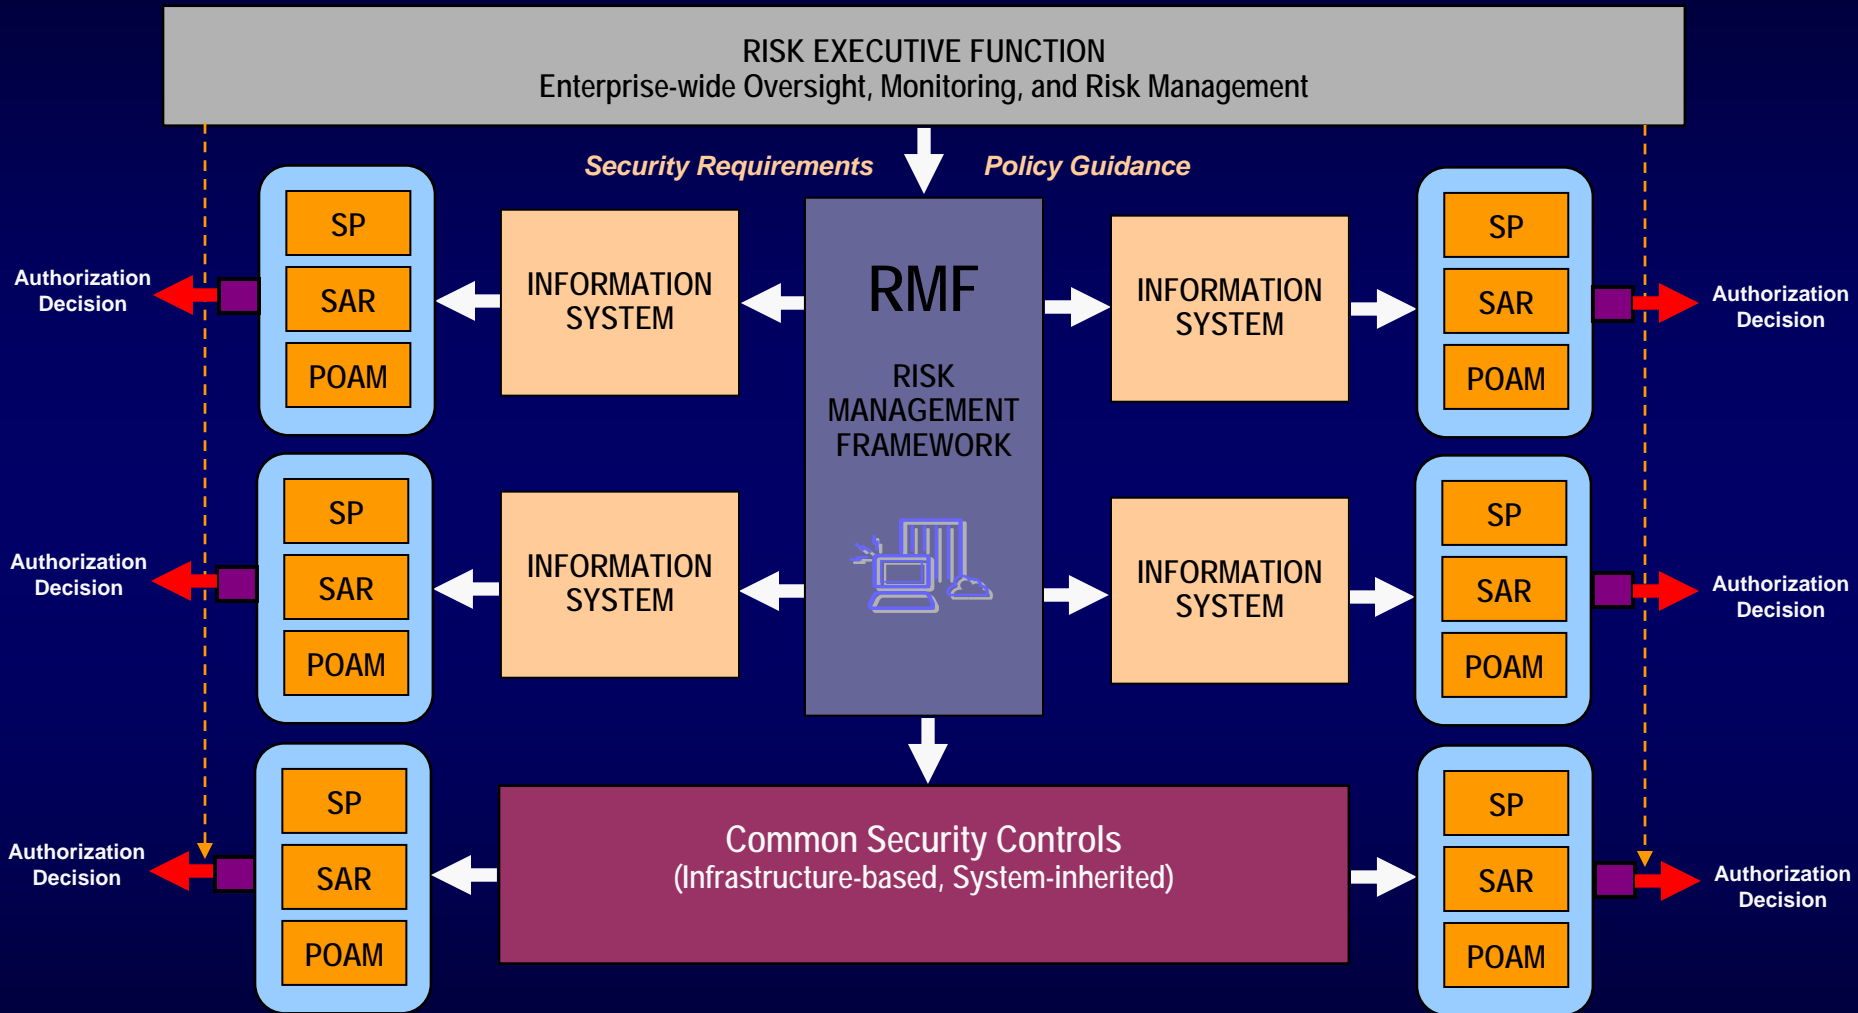 RISK EXECUTIVE FUNCTION
Enterprise-wide Oversight, Monitoring, and Risk Management
Security Requirements
Policy Guidance
Authorization
Decision
SP
SAR
POAM
INFORMATION
SYSTEM
RMF
RISK
MANAGEMENT
FRAMEWORK
INFORMATION
SYSTEM
SP
SAR
POAM
Authorization
Decision
Authorization
Decision
SP
SAR
POAM
INFORMATION
SYSTEM
INFORMATION
SYSTEM
SP
SAR
POAM
Authorization
Decision
Authorization
Decision
SP
SAR
POAM
Common Security Controls
(Infrastructure-based, System-inherited)
SP
SAR
POAM
Authorization
Decision